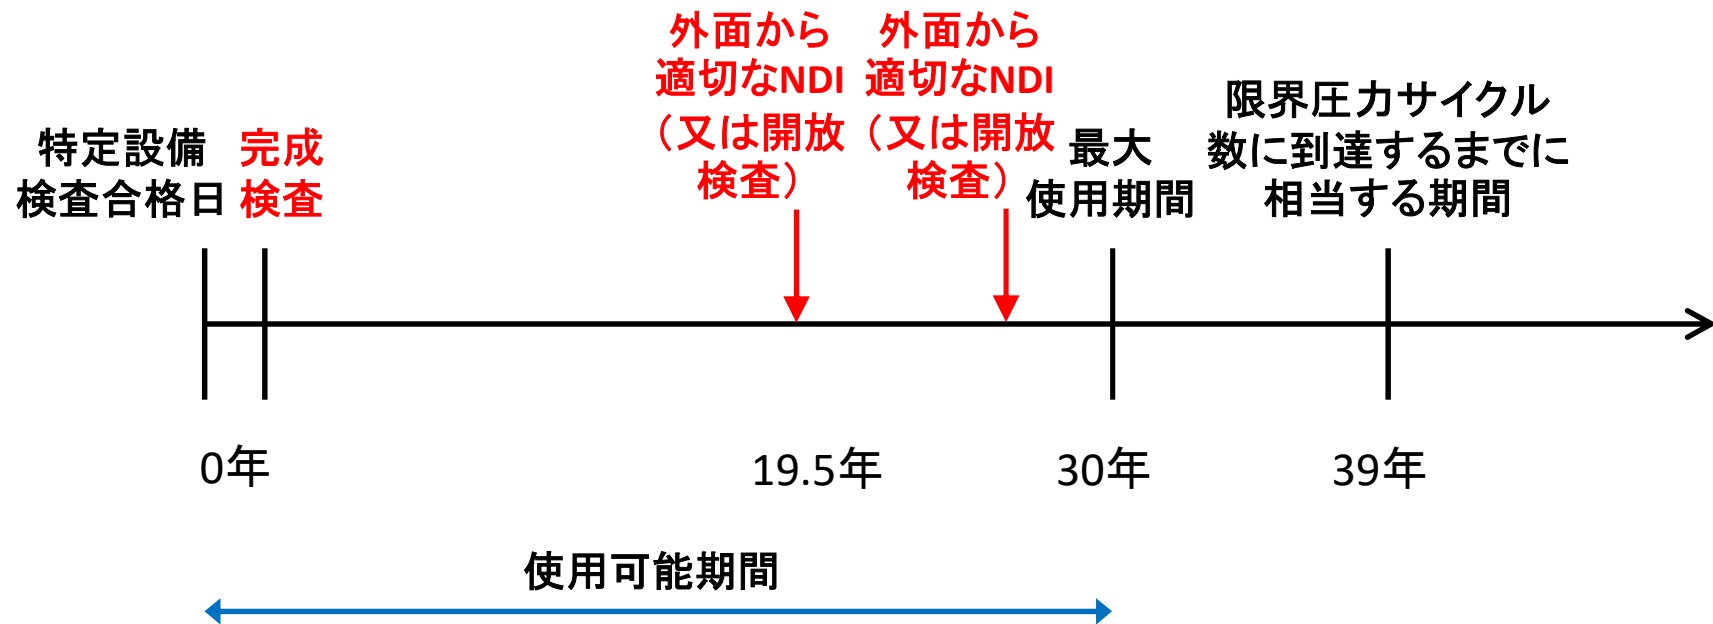 特定設備
検査合格日
完成
検査
外面から
適切なNDI
（又は開放
検査）
外面から
適切なNDI
（又は開放
検査）
最大
使用期間
限界圧力サイクル
数に到達するまでに
相当する期間
0年
19.5年
30年
39年
使用可能期間